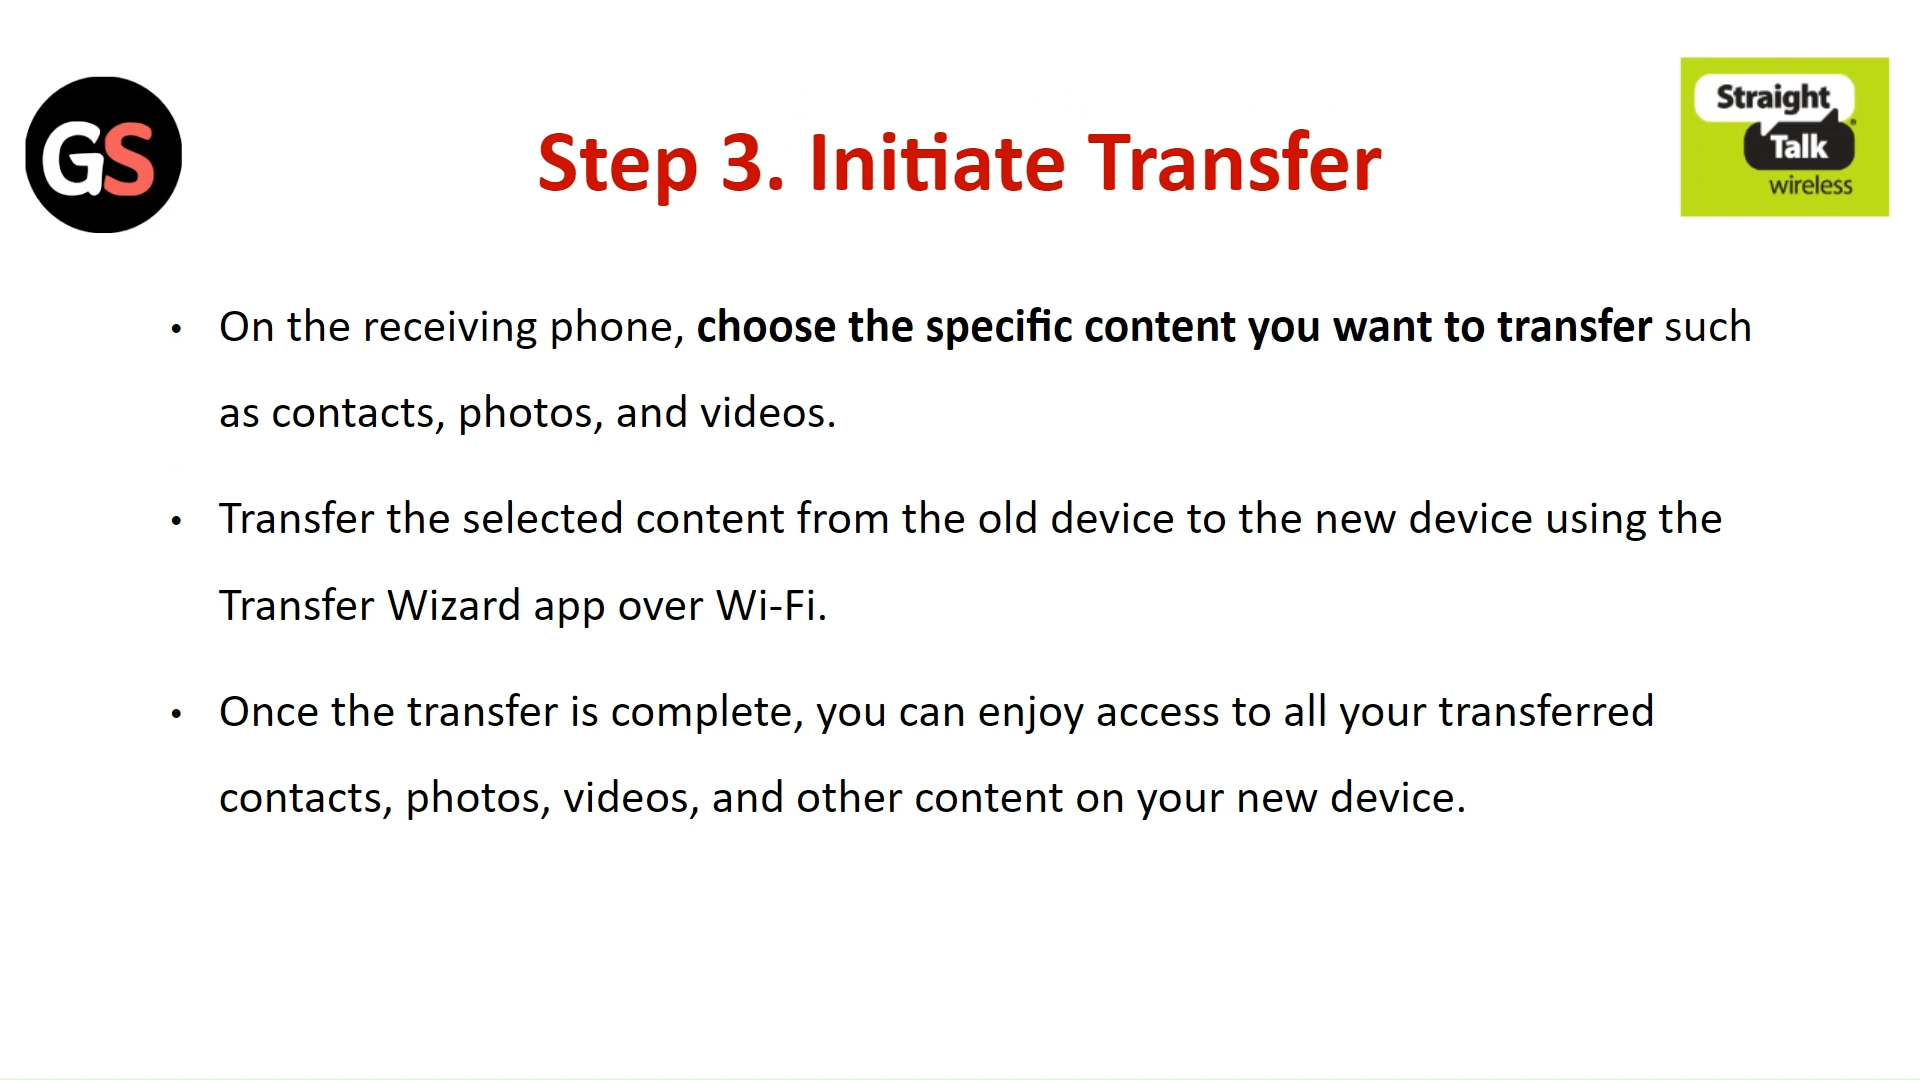 GS
Step 3. Initiate Transfer
Straight
Talk
wireless
• On the receiving phone, choose the specific content you want to transfer such
as contacts, photos, and videos.
• Transfer the selected content from the old device to the new device using the
Transfer Wizard app over Wi-Fi.
• Once the transfer is complete, you can enjoy access to all your transferred
contacts, photos, videos, and other content on your new device.